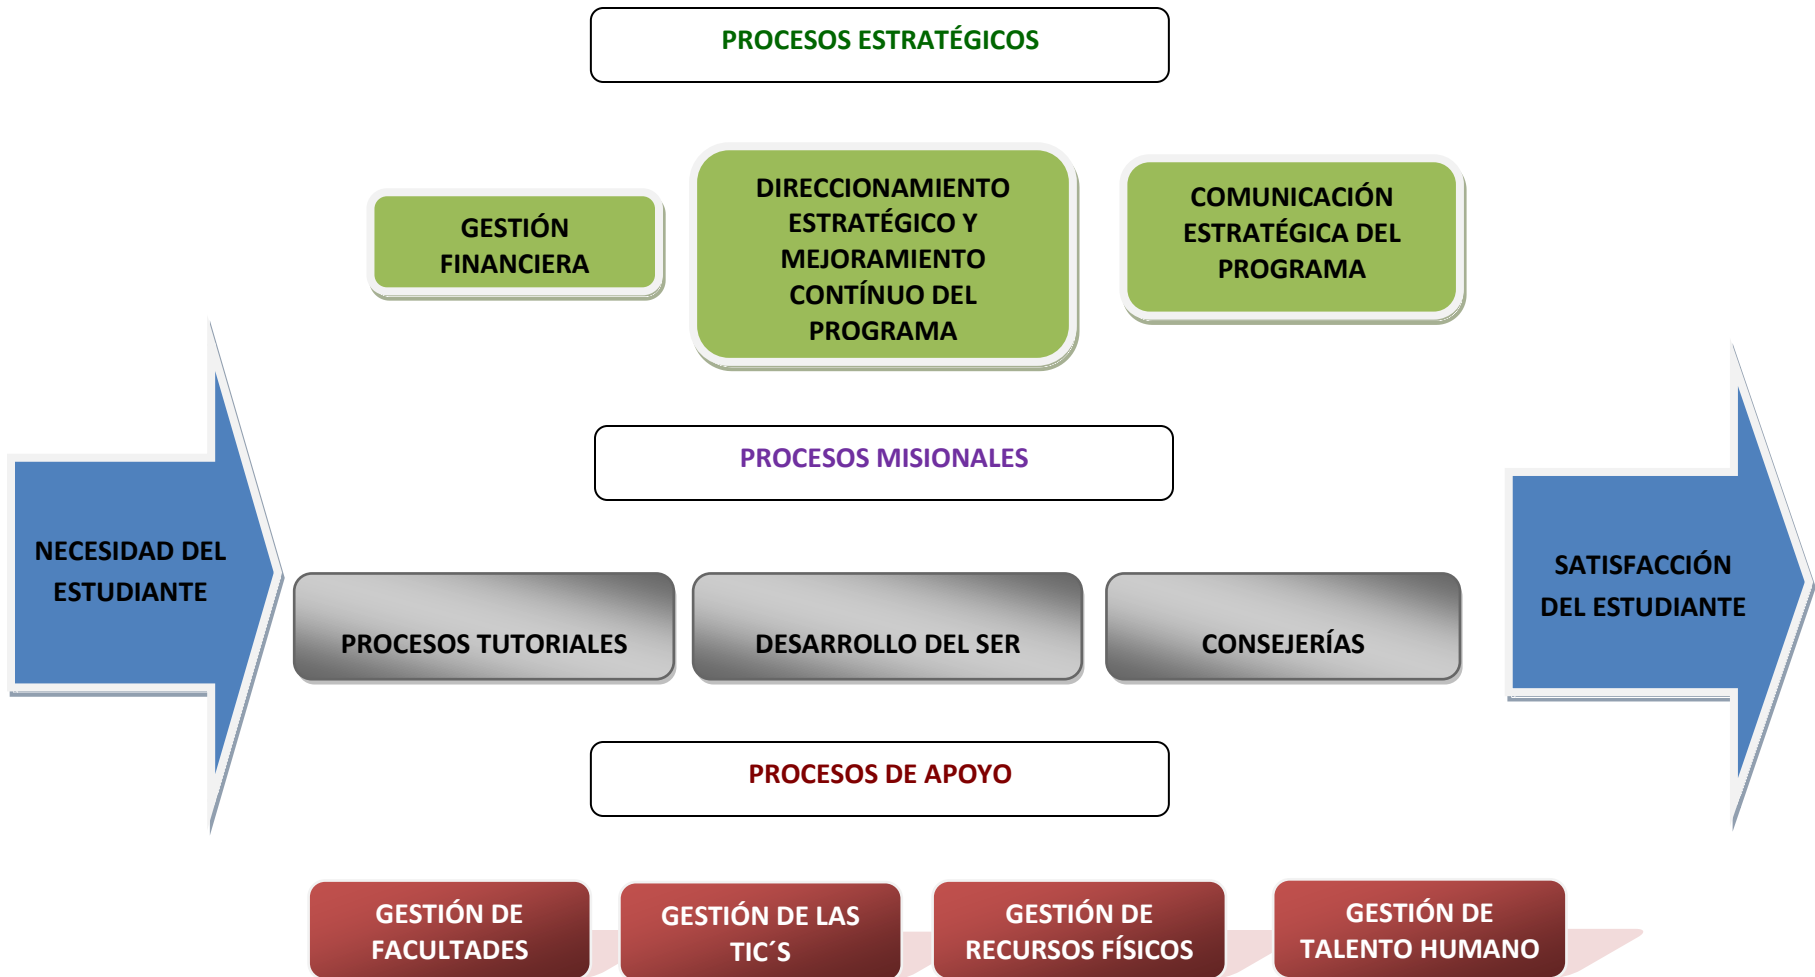 PROCESOS ESTRATÉGICOS
GESTIÓN
FINANCIERA
DIRECCIONAMIENTO
ESTRATÉGICO Y
MEJORAMIENTO
CONTÍNUO DEL
PROGRAMA
COMUNICACIÓN
ESTRATÉGICA DEL
PROGRAMA
PROCESOS MISIONALES
NECESIDAD DEL
ESTUDIANTE
PROCESOS TUTORIALES
DESARROLLO DEL SER
CONSEJERÍAS
SATISFACCIÓN
DEL ESTUDIANTE
PROCESOS DE APOYO
GESTIÓN DE
FACULTADES
GESTIÓN DE LAS
TIC´S
GESTIÓN DE
RECURSOS FÍSICOS
GESTIÓN DE
TALENTO HUMANO